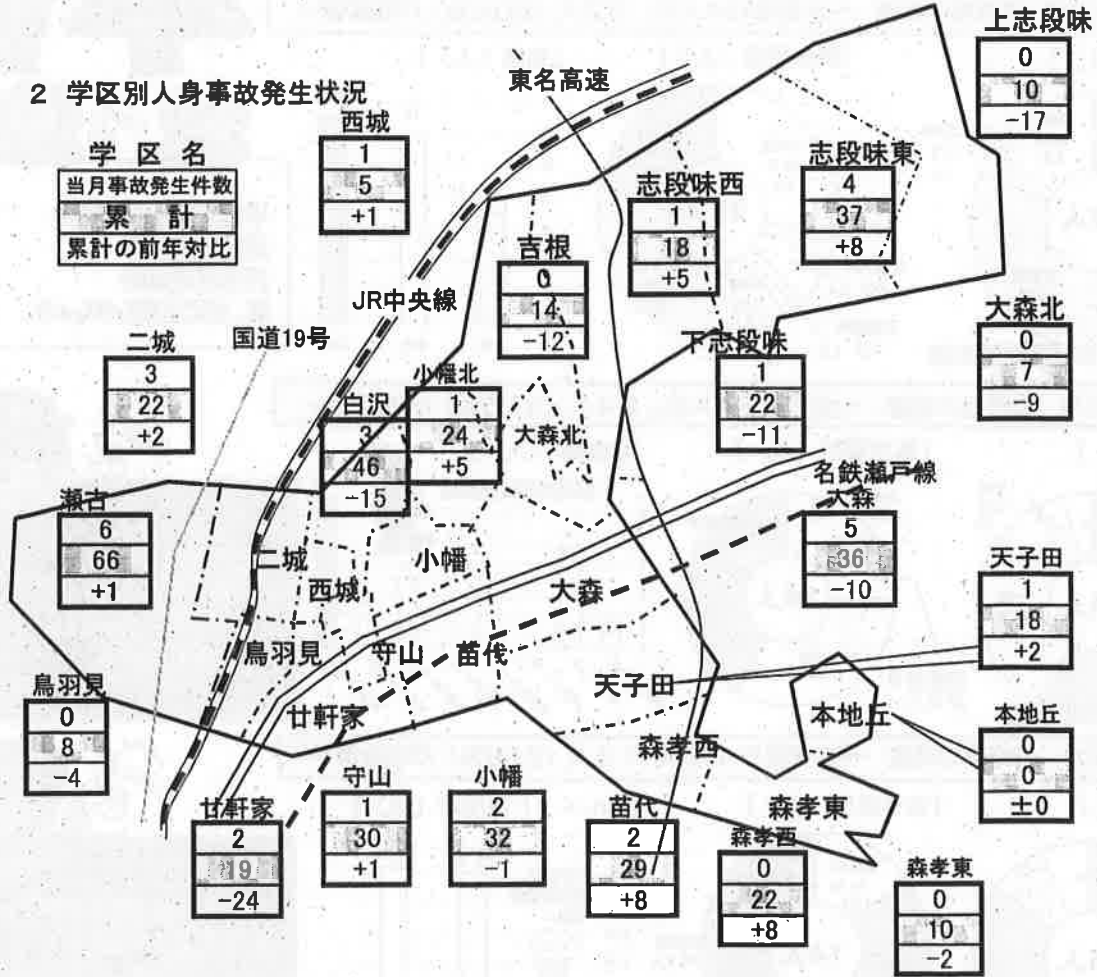 上志段味
0
10
-17
2 学区別人身事故発生状況
学区名
当月事故発生件数
累計
累計の前年対比
西城
1
5
+1
東名高速
志段味東
4
37
+8
志段味西
1
18
+5
吉根
0
14
-12
JR中央線
国道19号
大森北
0
7
-9
二城
3
22
+2
下志段味
1
22
-11
小幡北
1
24
+5
白沢
3
46
-15
大森北
名鉄瀬戸線
瀬古
6
66
+1
大森
5
36
-10
二城
西城
小幡
大森
天子田
1
18
+2
鳥羽見
守山
苗代
天子田
鳥羽見
0
8
-4
廿軒家
本地丘
本地丘
0
0
±0
森孝西
森孝東
廿軒家
2
19
-24
守山
1
30
+1
小幡
2
32
-1
苗代
2
29
+8
森孝西
0
22
+8
森孝東
0
10
-2